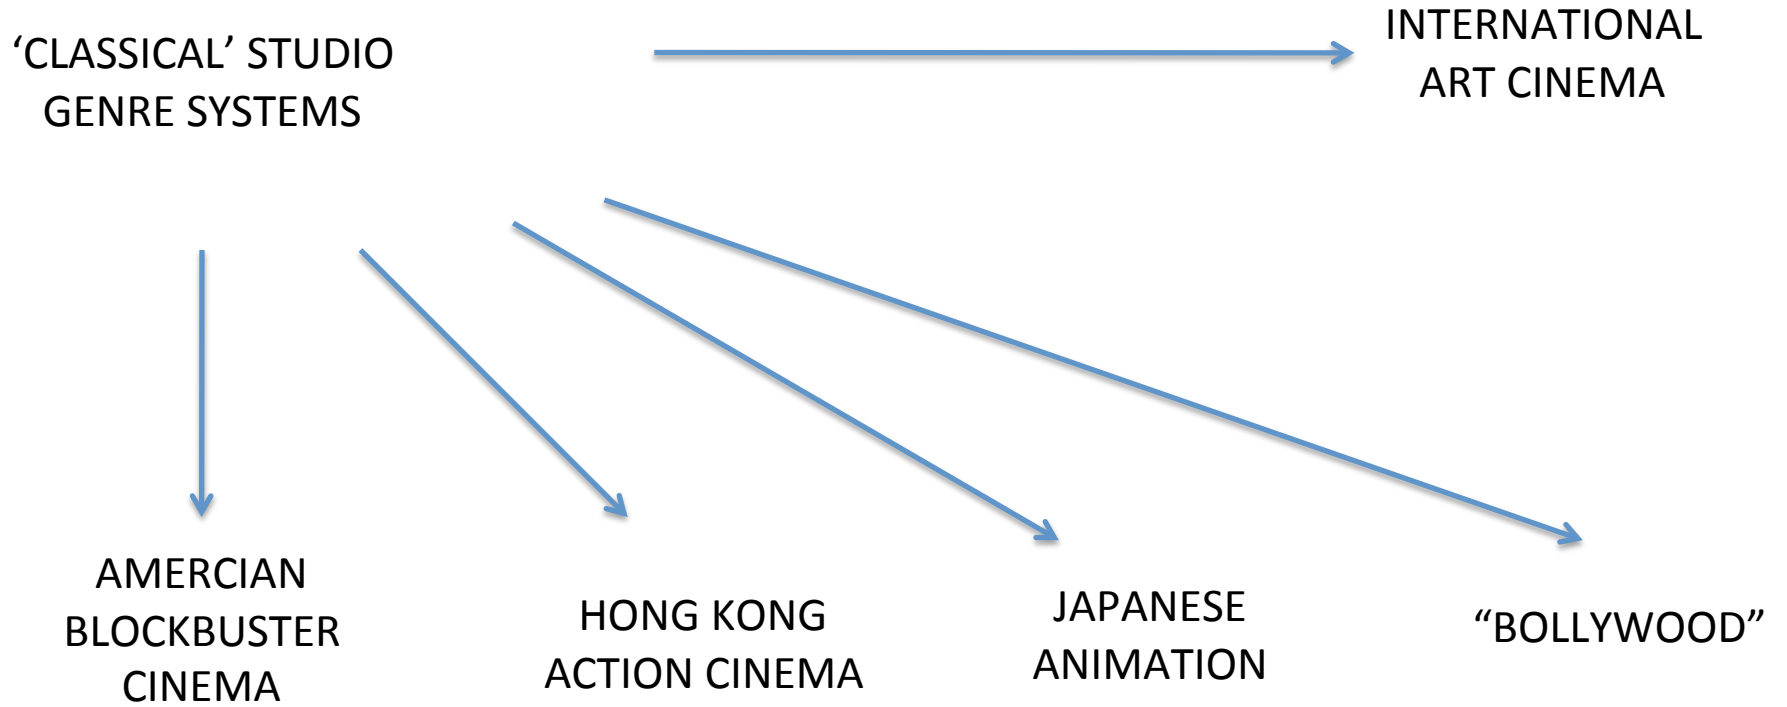 ‘CLASSICAL’ STUDIO
GENRE SYSTEMS
INTERNATIONAL
ART CINEMA
AMERCIAN
BLOCKBUSTER
CINEMA
HONG KONG
ACTION CINEMA
JAPANESE
ANIMATION
“BOLLYWOOD”